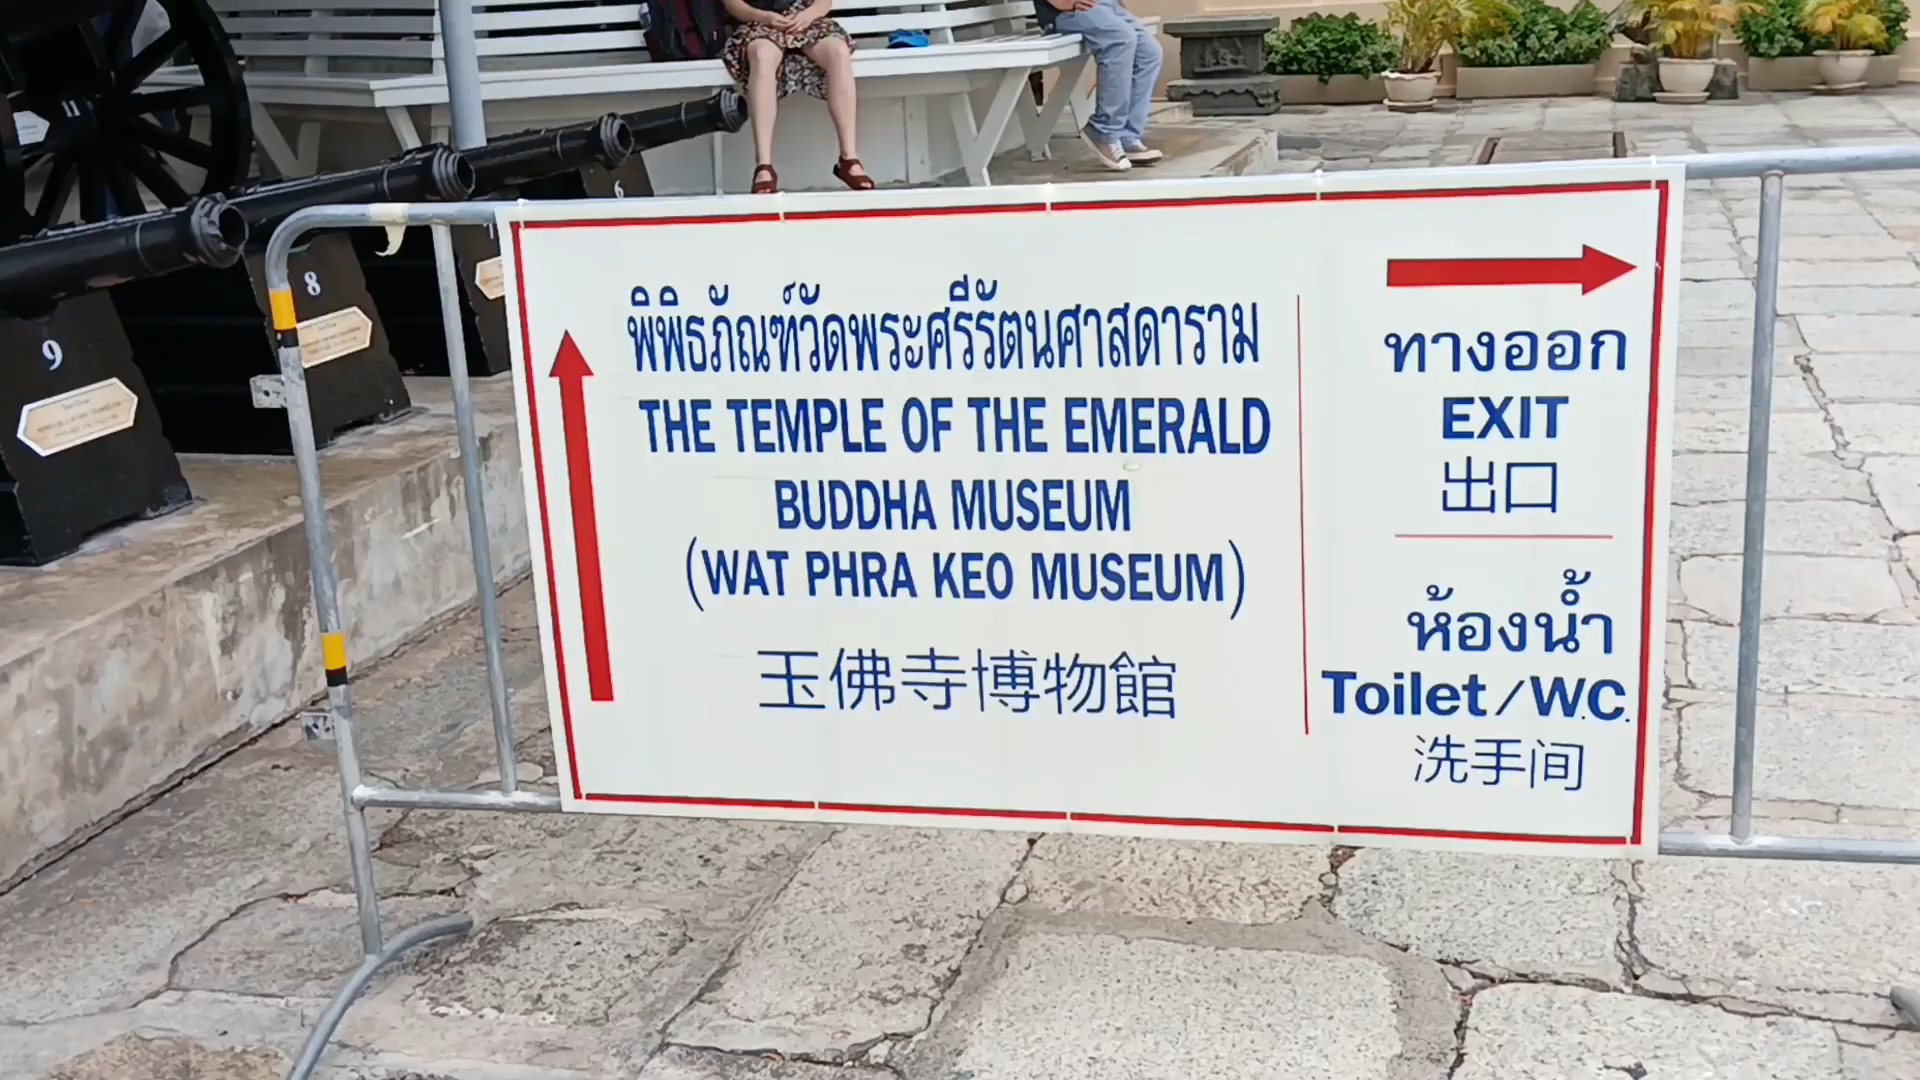 พิพิธภัณฑ์วัดพระศรีรัตนศาสดาราม
THE TEMPLE OF THE EMERALD
BUDDHA MUSEUM
(WAT PHRA KEO MUSEUM)
玉佛寺博物館
ทางออก
EXIT
出口
ห้องน้ำ
Toilet/W.C.
洗手间
11
9
8
6